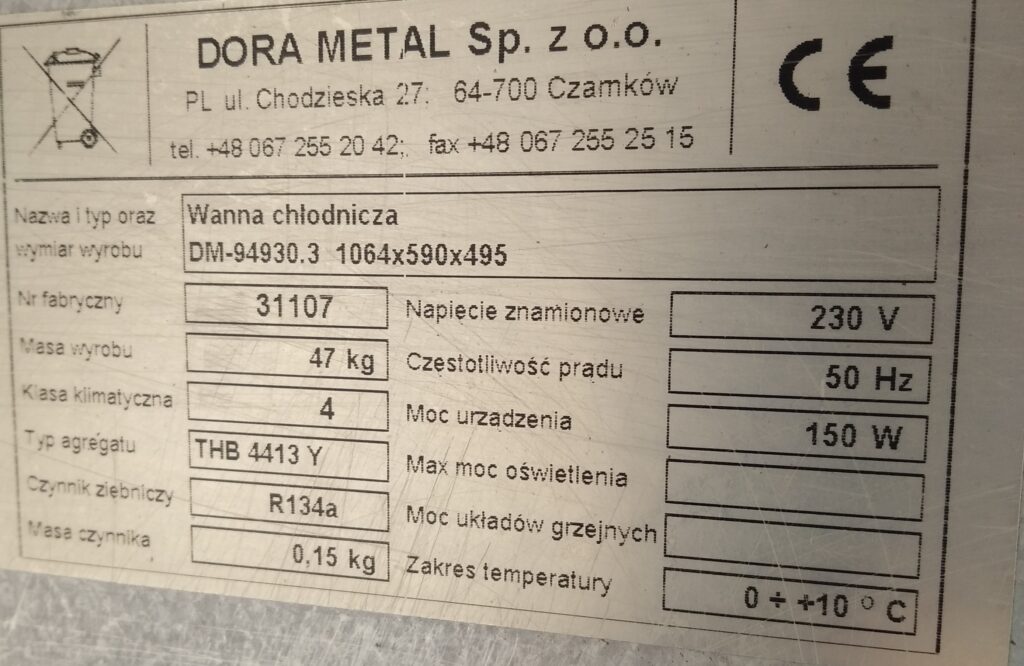 DORA METAL Sp. z o.o.
PL ul. Chodzieska 27; 64-700 Czarnków
tel. +48 067 255 20 42; fax +48 067 255 25 15
CE
Nazwa i typ oraz wymiar wyrobu
Wanna chłodnicza
DM-94930.3 1064x590x495
Nr fabryczny 31107
Napięcie znamionowe 230 V
Masa wyrobu 47 kg
Częstotliwość prądu 50 Hz
Klasa klimatyczna 4
Moc urządzenia 150 W
Typ agregatu THB 4413 Y
Max moc oświetlenia
Czynnik ziębniczy R134a
Moc układów grzejnych
Masa czynnika 0,15 kg
Zakres temperatury 0 ÷ +10 ° C